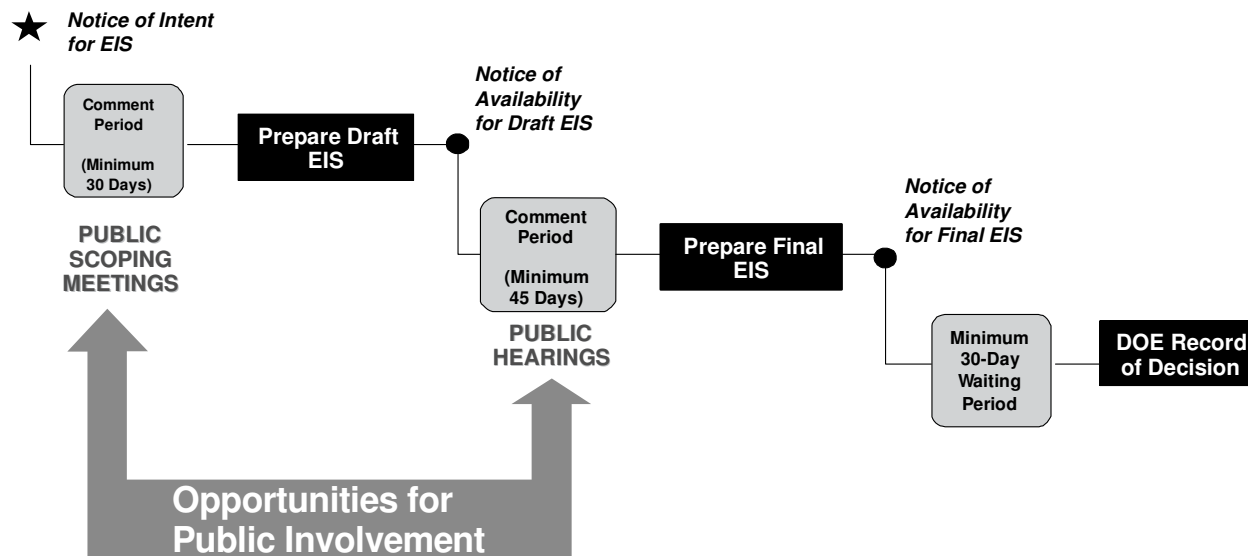 Notice of Intent
for EIS
Comment
Period
(Minimum
30 Days)
PUBLIC
SCOPING
MEETINGS
Prepare Draft
EIS
Notice of
Availability
for Draft EIS
Comment
Period
(Minimum
45 Days)
PUBLIC
HEARINGS
Prepare Final
EIS
Notice of
Availability
for Final EIS
Minimum
30-Day
Waiting
Period
DOE Record
of Decision
Opportunities for
Public Involvement